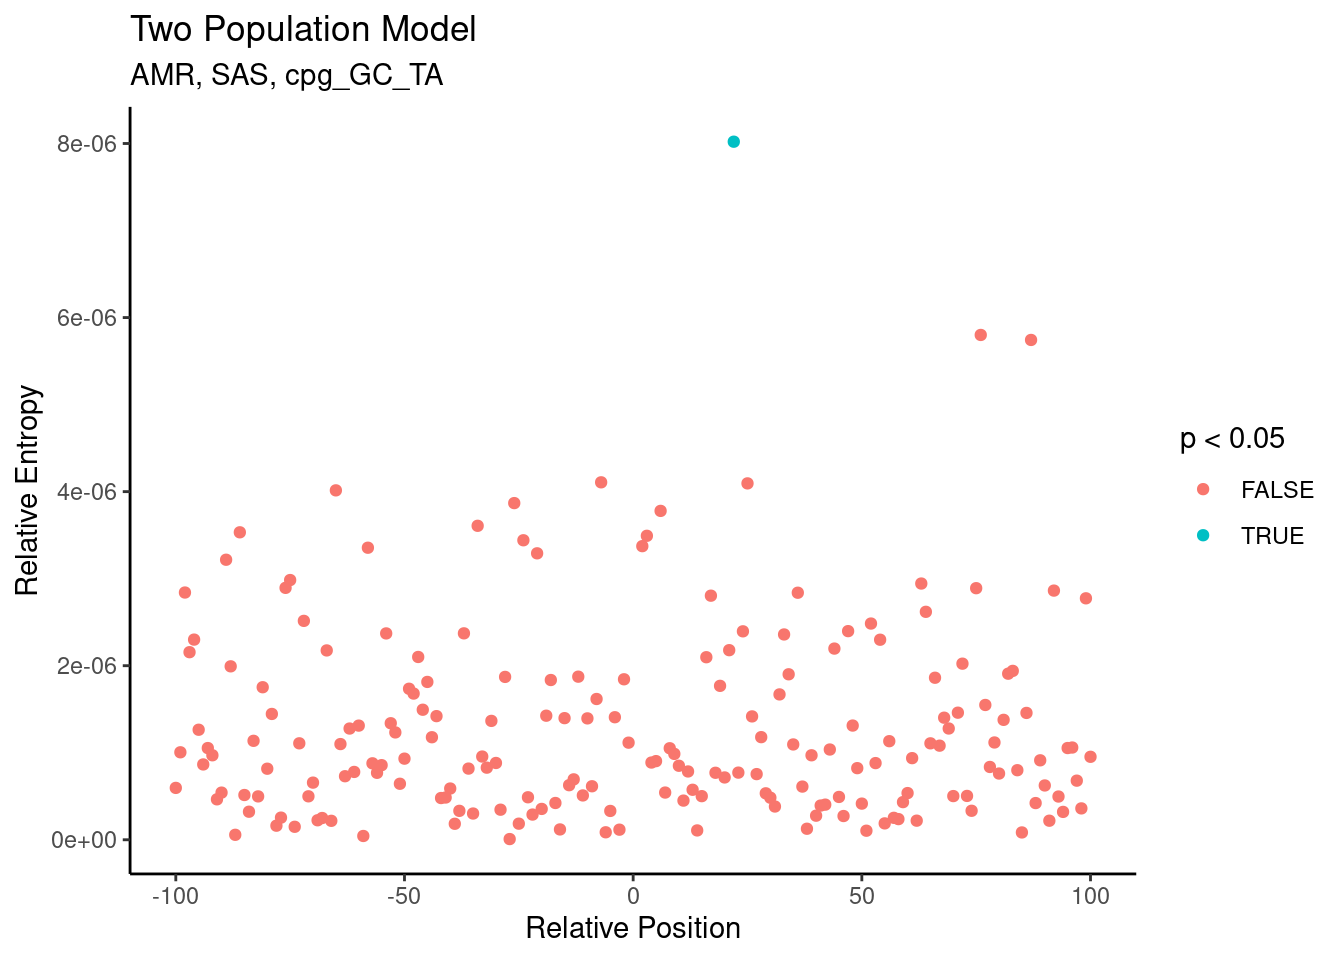 Two Population Model
AMR, SAS, cpg_GC_TA
8e-06
6e-06
4e-06
2e-06
0e+00
Relative Entropy
-100
-50
0
50
100
Relative Position
p < 0.05
FALSE
TRUE